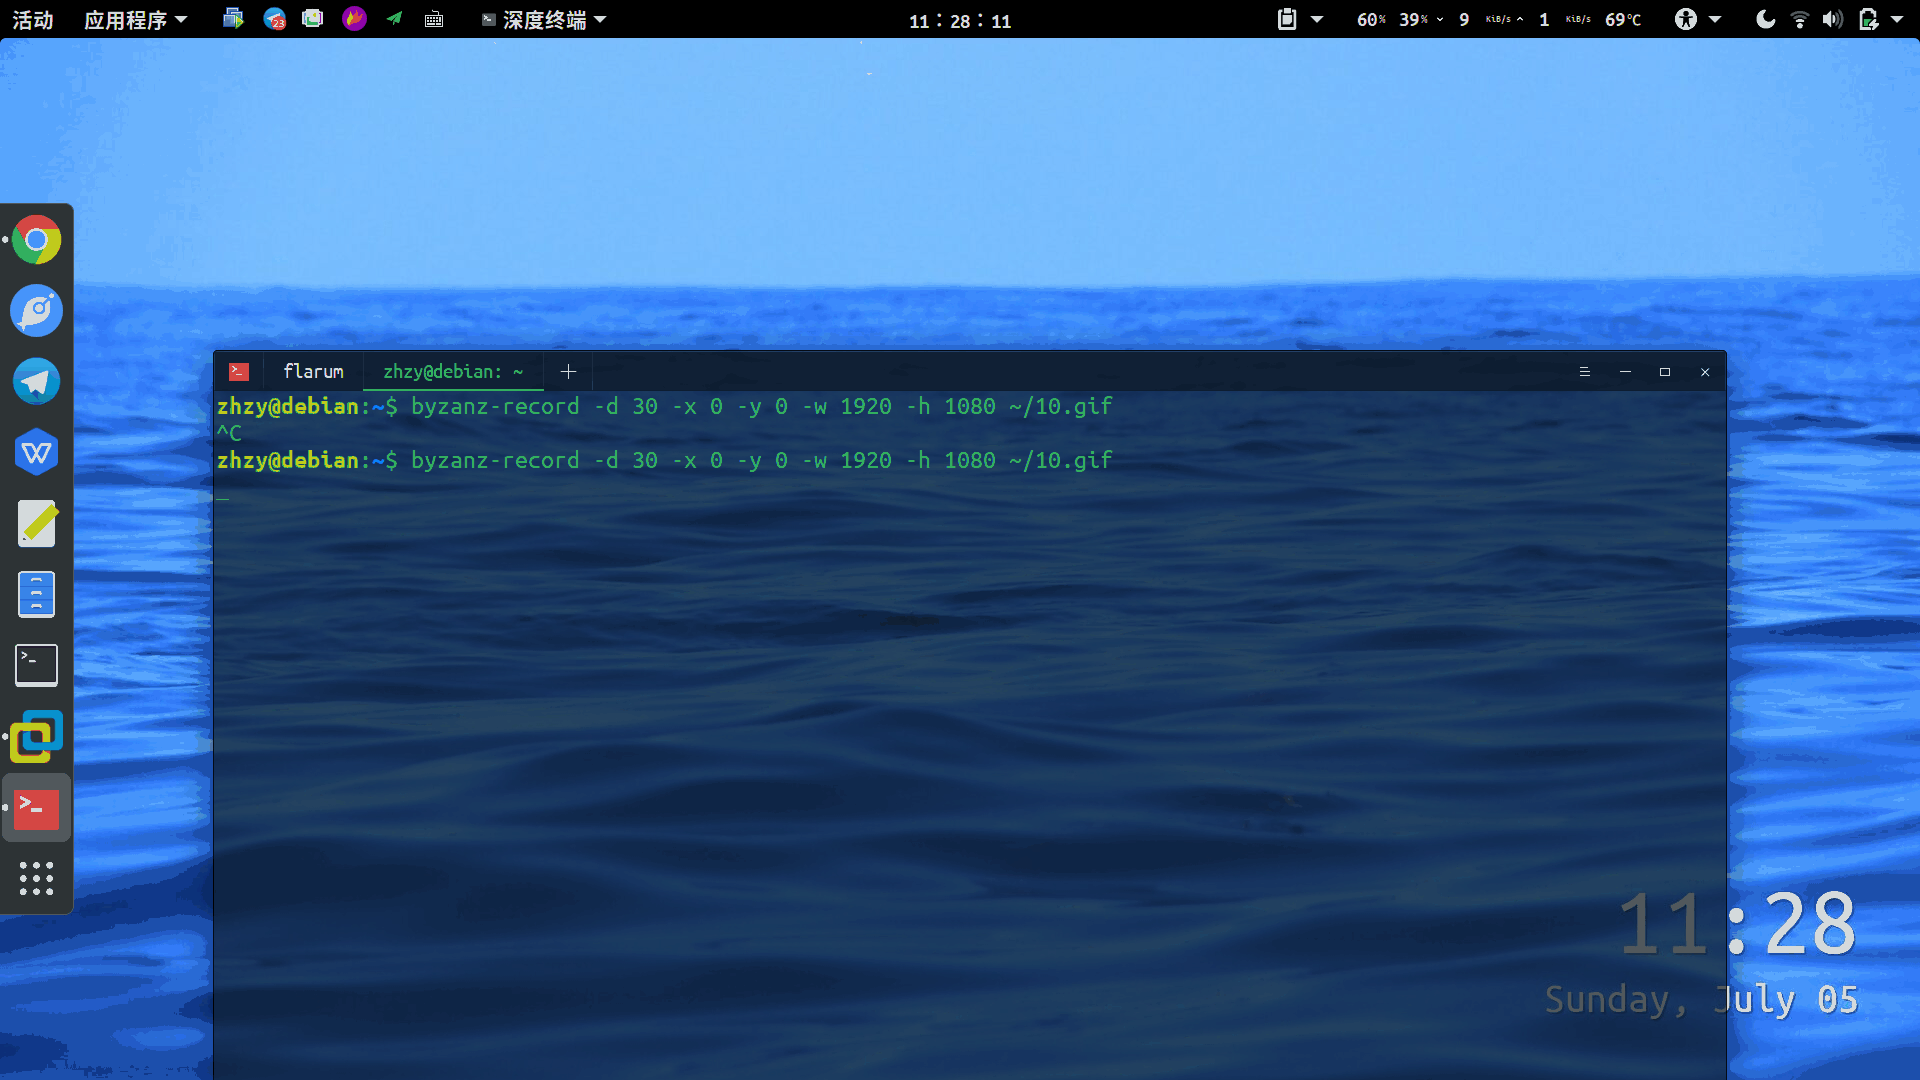 活动 应用程序 23 深度终端 11：28：11 60% 39% 9 KiB/s 1 KiB/s 69℃
flarum zhzy@debian: ~
zhzy@debian:~$ byzanz-record -d 30 -x 0 -y 0 -w 1920 -h 1080 ~/10.gif
^C
zhzy@debian:~$ byzanz-record -d 30 -x 0 -y 0 -w 1920 -h 1080 ~/10.gif
11:28
Sunday, July 05